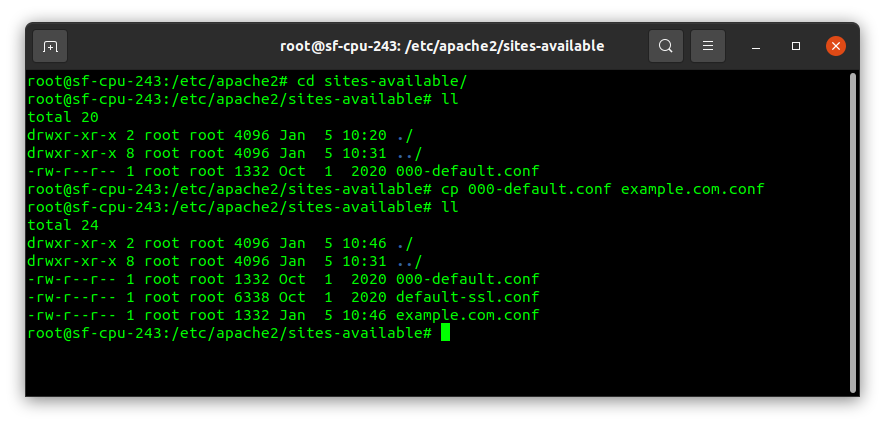 root@sf-cpu-243: /etc/apache2/sites-available
root@sf-cpu-243:/etc/apache2# cd sites-available/
root@sf-cpu-243:/etc/apache2/sites-available# ll
total 20
drwxr-xr-x 2 root root 4096 Jan  5 10:20 ./
drwxr-xr-x 8 root root 4096 Jan  5 10:31 ../
-rw-r--r-- 1 root root 1332 Oct  1  2020 000-default.conf
root@sf-cpu-243:/etc/apache2/sites-available# cp 000-default.conf example.com.conf
root@sf-cpu-243:/etc/apache2/sites-available# ll
total 24
drwxr-xr-x 2 root root 4096 Jan  5 10:46 ./
drwxr-xr-x 8 root root 4096 Jan  5 10:31 ../
-rw-r--r-- 1 root root 1332 Oct  1  2020 000-default.conf
-rw-r--r-- 1 root root 6338 Oct  1  2020 default-ssl.conf
-rw-r--r-- 1 root root 1332 Jan  5 10:46 example.com.conf
root@sf-cpu-243:/etc/apache2/sites-available#